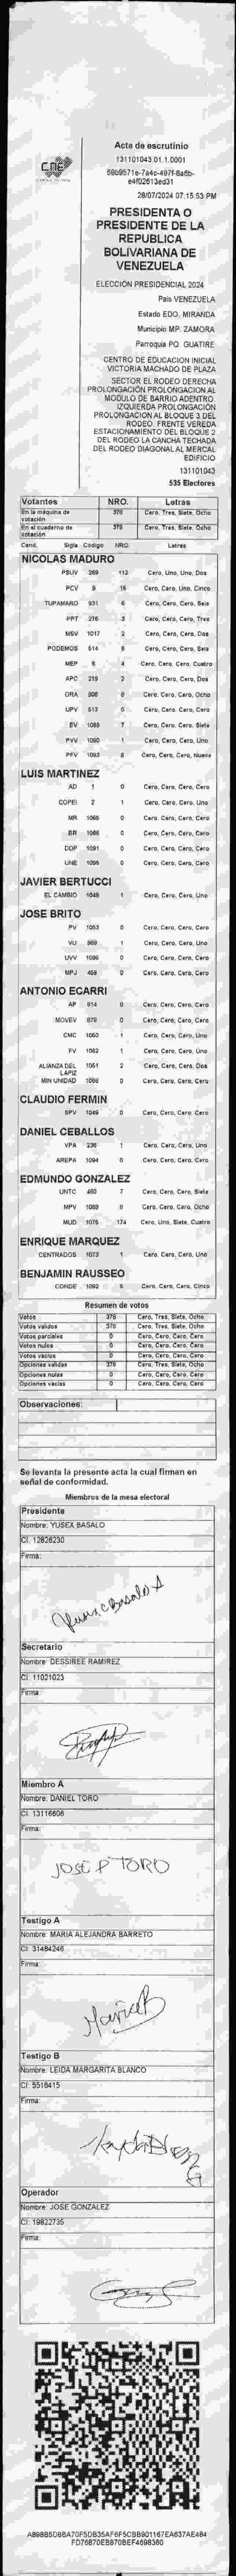 CNE
Acta de escrutinio
131101043.01.1.0001
28/07/2024 07:15:53 PM
PRESIDENTA O
PRESIDENTE DE LA
REPUBLICA
BOLIVARIANA DE
VENEZUELA
ELECCIÓN PRESIDENCIAL 2024
País VENEZUELA
Estado EDO. MIRANDA
Municipio MP. ZAMORA
Parroquia PQ. GUATIRE
CENTRO DE EDUCACION INICIAL
VICTORIA MACHADO DE PLAZA
SECTOR EL RODEO DERECHA
PROLONGACIÓN PROLONGACION AL
MODULO DE BARRIO ADENTRO.
IZQUIERDA PROLONGACIÓN
PROLONGACION AL BLOQUE 3 DEL
RODEO. FRENTE VEREDA
ESTACIONAMIENTO DEL BLOQUE 2
DEL RODEO LA CANCHA TECHADA
DEL RODEO DIAGONAL AL MERCAL
EDIFICIO
131101043
535 Electores
Votantes NRO. Letras
En la máquina de votación 378 Cero, Tres, Siete, Ocho
En el cuaderno de votación 378 Cero, Tres, Siete, Ocho
Cand. Sigla Código NRO. Letras
NICOLAS MADURO
PSUV 269 112 Cero, Uno, Uno, Dos
PCV 9 15 Cero, Cero, Uno, Cinco
TUPAMARO 931 6 Cero, Cero, Cero, Seis
PPT 276 3 Cero, Cero, Cero, Tres
MSV 1017 2 Cero, Cero, Cero, Dos
PODEMOS 514 6 Cero, Cero, Cero, Seis
MEP 6 4 Cero, Cero, Cero, Cuatro
APC 219 2 Cero, Cero, Cero, Dos
ORA 8 Cero, Cero, Cero, Ocho
UPV 513 0 Cero, Cero, Cero, Cero
EV 1089 7 Cero, Cero, Cero, Siete
PVV 1090 1 Cero, Cero, Cero, Uno
PFV 1093 Cero, Cero, Cero, Nueve
LUIS MARTINEZ
AD 1 0 Cero, Cero, Cero, Cero
COPEI 2 1 Cero, Cero, Cero, Uno
MR 1065 0 Cero, Cero, Cero, Cero
BR 1066 0 Cero, Cero, Cero, Cero
DDP 1091 0 Cero, Cero, Cero, Cero
UNE 1095 0 Cero, Cero, Cero, Cero
JAVIER BERTUCCI
EL CAMBIO 1 Cero, Cero, Cero, Uno
JOSE BRITO
PV 1053 0 Cero, Cero, Cero, Cero
VU 969 1 Cero, Cero, Cero, Uno
UVV 1096 0 Cero, Cero, Cero, Cero
MPJ 468 0 Cero, Cero, Cero, Cero
ANTONIO ECARRI
AP 914 0 Cero, Cero, Cero, Cero
MOVEV 979 0 Cero, Cero, Cero, Cero
CMC 1060 1 Cero, Cero, Cero, Uno
FV 1062 1 Cero, Cero, Cero, Uno
ALIANZA DEL LAPIZ 1061 2 Cero, Cero, Cero, Dos
MIN UNIDAD 0 Cero, Cero, Cero, Cero
CLAUDIO FERMIN
SPV 1049 0 Cero, Cero, Cero, Cero
DANIEL CEBALLOS
VPA 236 1 Cero, Cero, Cero, Uno
AREPA 1094 0 Cero, Cero, Cero, Cero
EDMUNDO GONZALEZ
UNTC 460 7 Cero, Cero, Cero, Siete
MPV 1069 8 Cero, Cero, Cero, Ocho
MUD 1075 174 Cero, Uno, Siete, Cuatro
ENRIQUE MARQUEZ
CENTRADOS 1073 1 Cero, Cero, Cero, Uno
BENJAMIN RAUSSEO
CONDE 1092 Cero, Cero, Cero, Cinco
Resumen de votos
Votos 378 Cero, Tres, Siete, Ocho
Votos válidos 378 Cero, Tres, Siete, Ocho
Votos parciales 0 Cero, Cero, Cero, Cero
Votos nulos 0 Cero, Cero, Cero, Cero
Votos vacíos 0 Cero, Cero, Cero, Cero
Opciones válidas 378 Cero, Tres, Siete, Ocho
Opciones nulas 0 Cero, Cero, Cero, Cero
Opciones vacías 0 Cero, Cero, Cero, Cero
Observaciones:
Se levanta la presente acta la cual firman en
señal de conformidad.
Miembros de la mesa electoral
Presidente
Nombre: YUSEX BASALO
CI: 12826230
Firma:
Secretario
Nombre: DESSIREE RAMIREZ
CI: 11021023
Firma:
Miembro A
Nombre: DANIEL TORO
CI: 13116606
Firma:
JOSE P TORO
Testigo A
Nombre: MARIA ALEJANDRA BARRETO
CI: 31484246
Firma:
Testigo B
Nombre: LEIDA MARGARITA BLANCO
CI: 5516415
Firma:
Operador
Nombre: JOSE GONZALEZ
CI: 19822735
Firma: